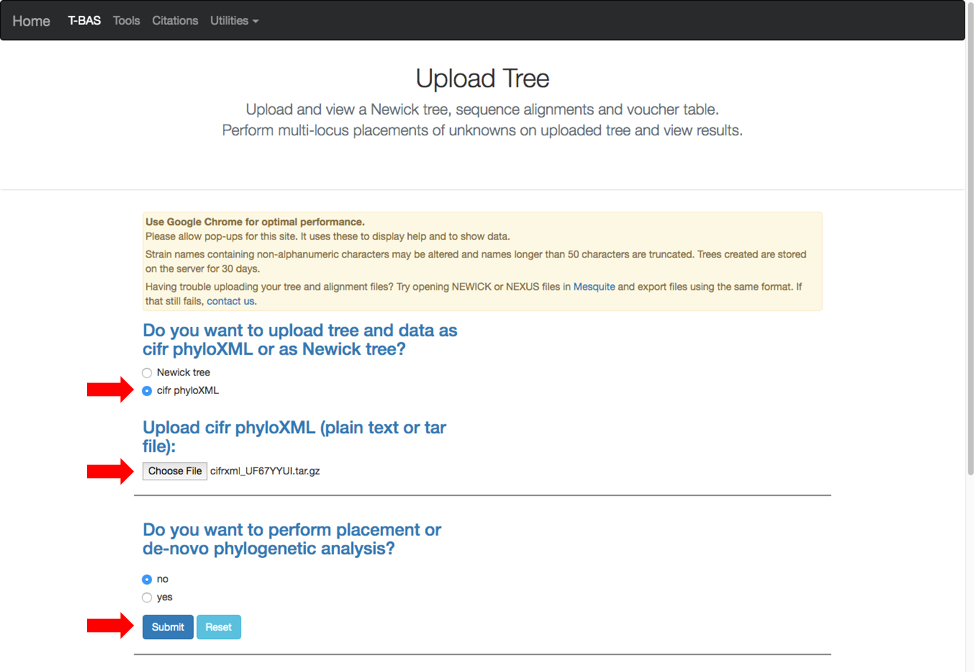 Home T-BAS Tools Citations Utilities
Upload Tree
Upload and view a Newick tree, sequence alignments and voucher table.
Perform multi-locus placements of unknowns on uploaded tree and view results.
Use Google Chrome for optimal performance.
Please allow pop-ups for this site. It uses these to display help and to show data.
Strain names containing non-alphanumeric characters may be altered and names longer than 50 characters are truncated. Trees created are stored
on the server for 30 days.
Having trouble uploading your tree and alignment files? Try opening NEWICK or NEXUS files in Mesquite and export files using the same format. If
that still fails, contact us.
Do you want to upload tree and data as
cifr phyloXML or as Newick tree?
Newick tree
cifr phyloXML
Upload cifr phyloXML (plain text or tar
file):
Choose File cifrxml_UF67YYUI.tar.gz
Do you want to perform placement or
de-novo phylogenetic analysis?
no
yes
Submit Reset